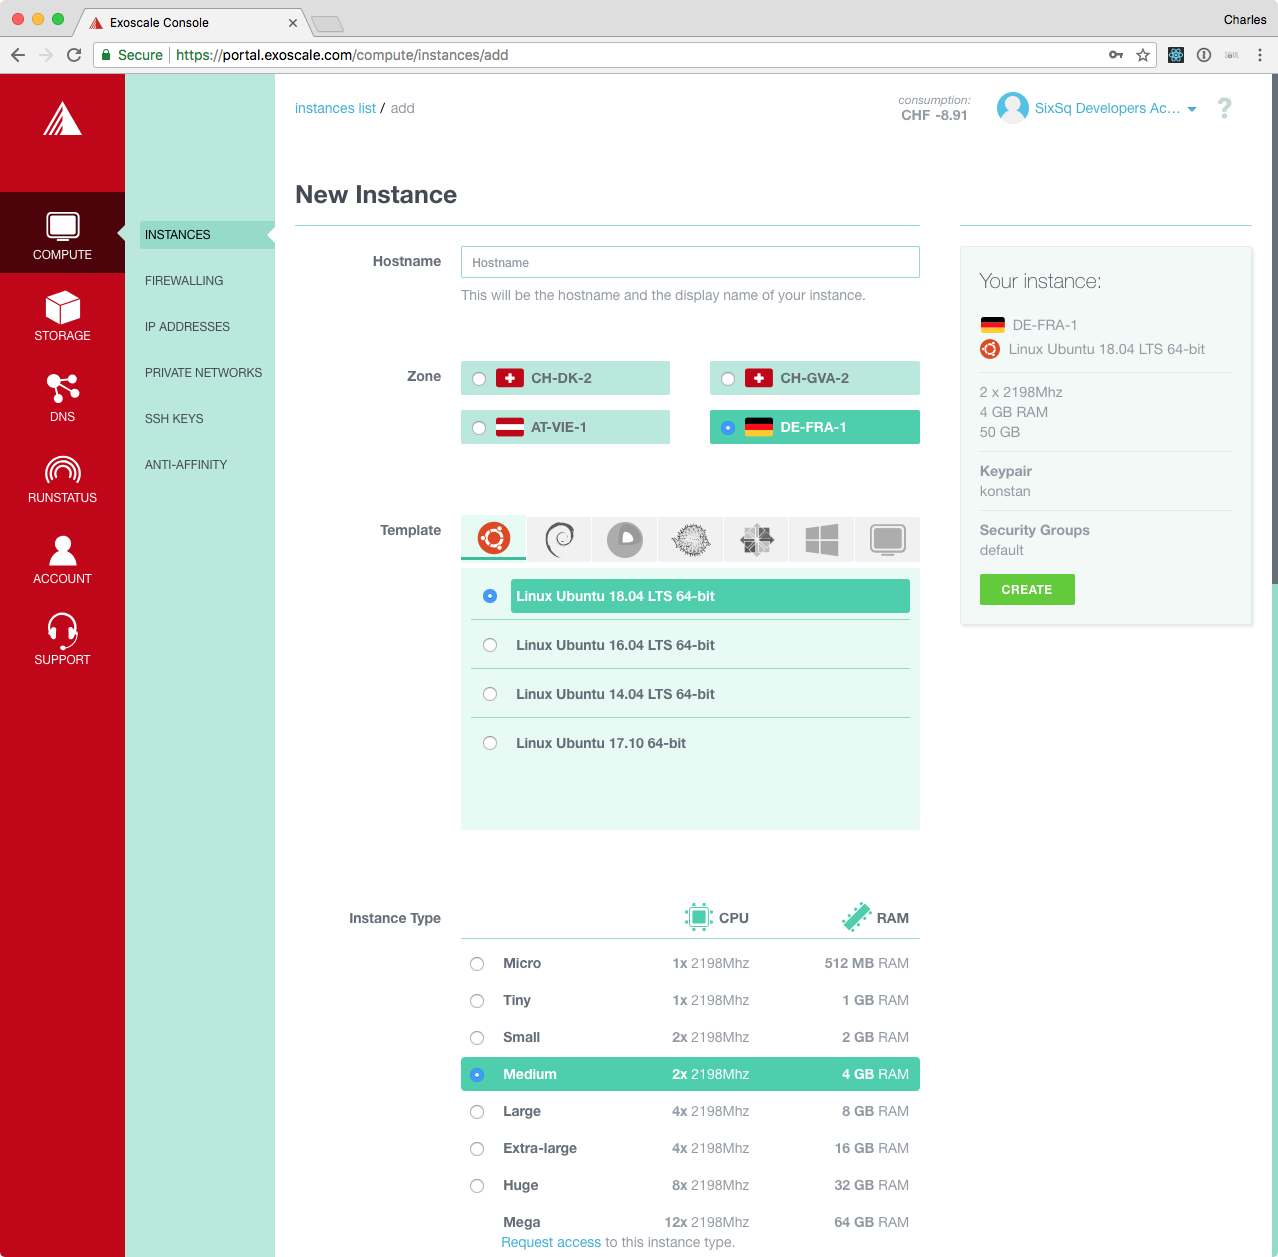 Exoscale Console
Charles
Secure
https://portal.exoscale.com/compute/instances/add
instances list / add
consumption:
CHF -8.91
SixSq Developers Ac...
?
COMPUTE
STORAGE
DNS
RUNSTATUS
ACCOUNT
SUPPORT
INSTANCES
FIREWALLING
IP ADDRESSES
PRIVATE NETWORKS
SSH KEYS
ANTI-AFFINITY
New Instance
Hostname
Hostname
This will be the hostname and the display name of your instance.
Zone
CH-DK-2
CH-GVA-2
AT-VIE-1
DE-FRA-1
Template
Linux Ubuntu 18.04 LTS 64-bit
Linux Ubuntu 16.04 LTS 64-bit
Linux Ubuntu 14.04 LTS 64-bit
Linux Ubuntu 17.10 64-bit
Instance Type CPU RAM
Micro 1x 2198Mhz 512 MB RAM
Tiny 1x 2198Mhz 1 GB RAM
Small 2x 2198Mhz 2 GB RAM
Medium 2x 2198Mhz 4 GB RAM
Large 4x 2198Mhz 8 GB RAM
Extra-large 4x 2198Mhz 16 GB RAM
Huge 8x 2198Mhz 32 GB RAM
Mega 12x 2198Mhz 64 GB RAM
Request access to this instance type.
Your instance:
DE-FRA-1
Linux Ubuntu 18.04 LTS 64-bit
2 x 2198Mhz
4 GB RAM
50 GB
Keypair
konstan
Security Groups
default
CREATE